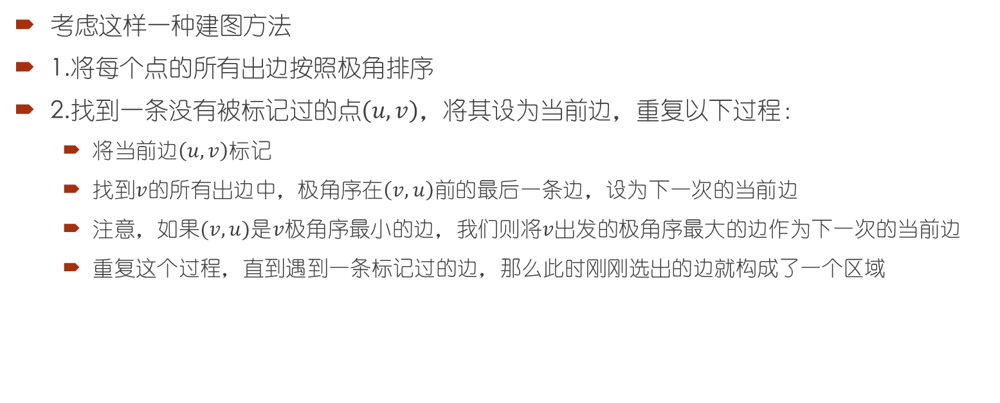 考虑这样一种建图方法
1.将每个点的所有出边按照极角排序
2.找到一条没有被标记过的点(u, v)，将其设为当前边，重复以下过程：
将当前边(u, v)标记
找到v的所有出边中，极角序在(v, u)前的最后一条边，设为下一次的当前边
注意，如果(v, u)是v极角序最小的边，我们则将v出发的极角序最大的边作为下一次的当前边
重复这个过程，直到遇到一条标记过的边，那么此时刚刚选出的边就构成了一个区域